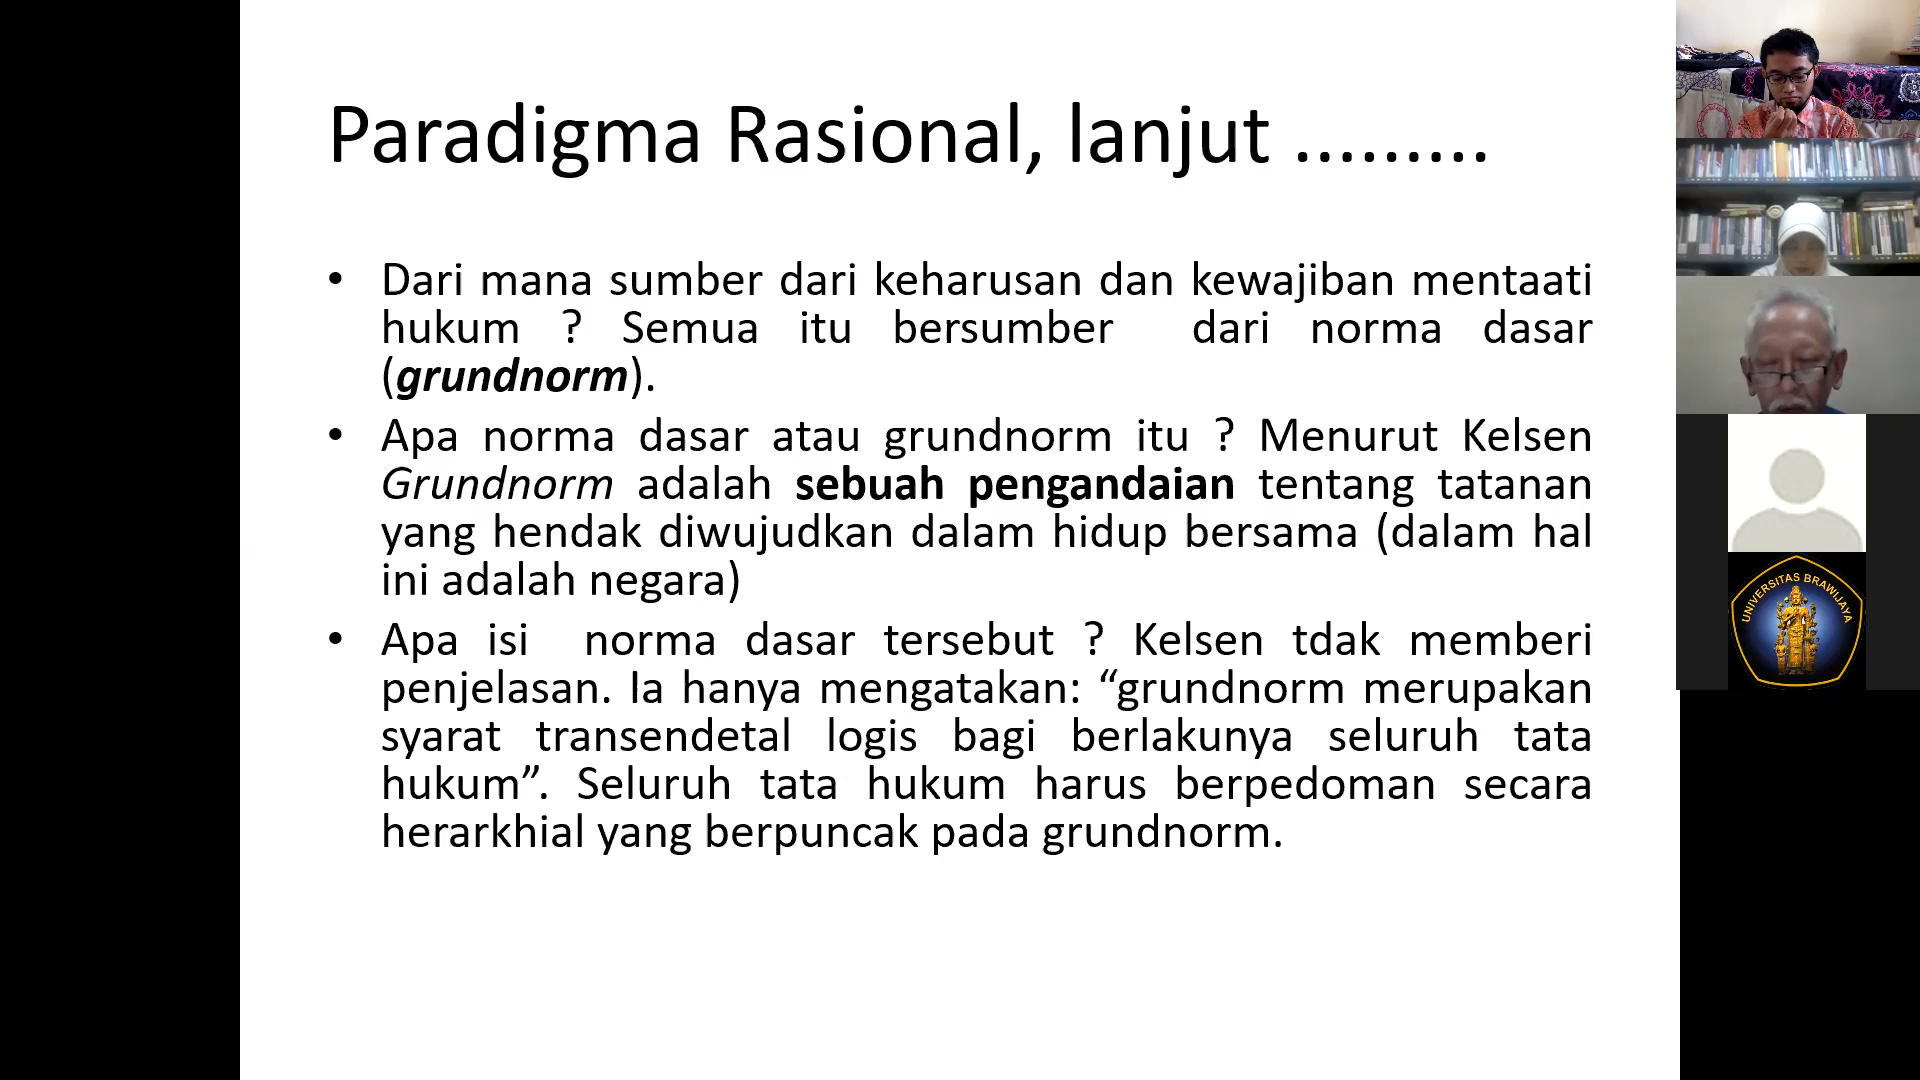 Paradigma Rasional, lanjut .........
• Dari mana sumber dari keharusan dan kewajiban mentaati
hukum ? Semua itu bersumber dari norma dasar
(grundnorm).
• Apa norma dasar atau grundnorm itu ? Menurut Kelsen
Grundnorm adalah sebuah pengandaian tentang tatanan
yang hendak diwujudkan dalam hidup bersama (dalam hal
ini adalah negara)
• Apa isi norma dasar tersebut ? Kelsen tdak memberi
penjelasan. Ia hanya mengatakan: “grundnorm merupakan
syarat transendetal logis bagi berlakunya seluruh tata
hukum”. Seluruh tata hukum harus berpedoman secara
herarkhial yang berpuncak pada grundnorm.
UNIVERSITAS BRAWIJAYA